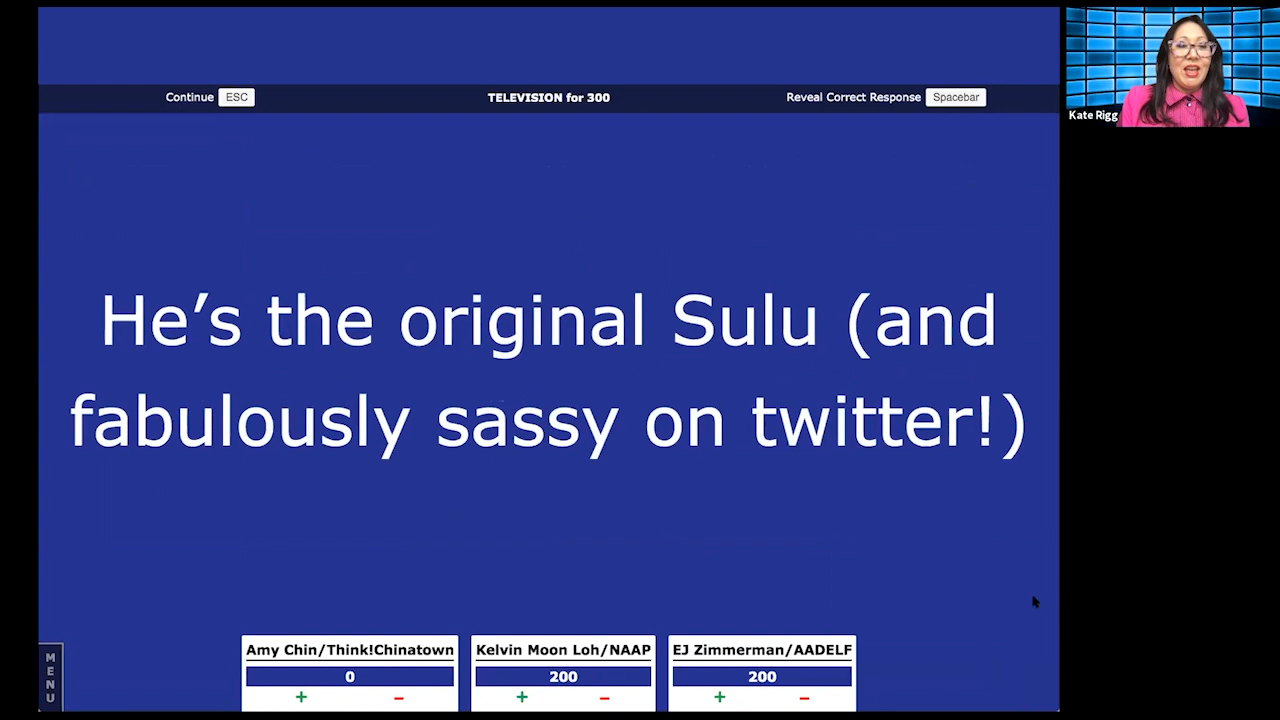 Continue ESC TELEVISION for 300 Reveal Correct Response Spacebar
Kate Rigg
He’s the original Sulu (and
fabulously sassy on twitter!)
MENU
Amy Chin/Think!Chinatown Kelvin Moon Loh/NAAP EJ Zimmerman/AADELF
0 200 200
+ − + − + −